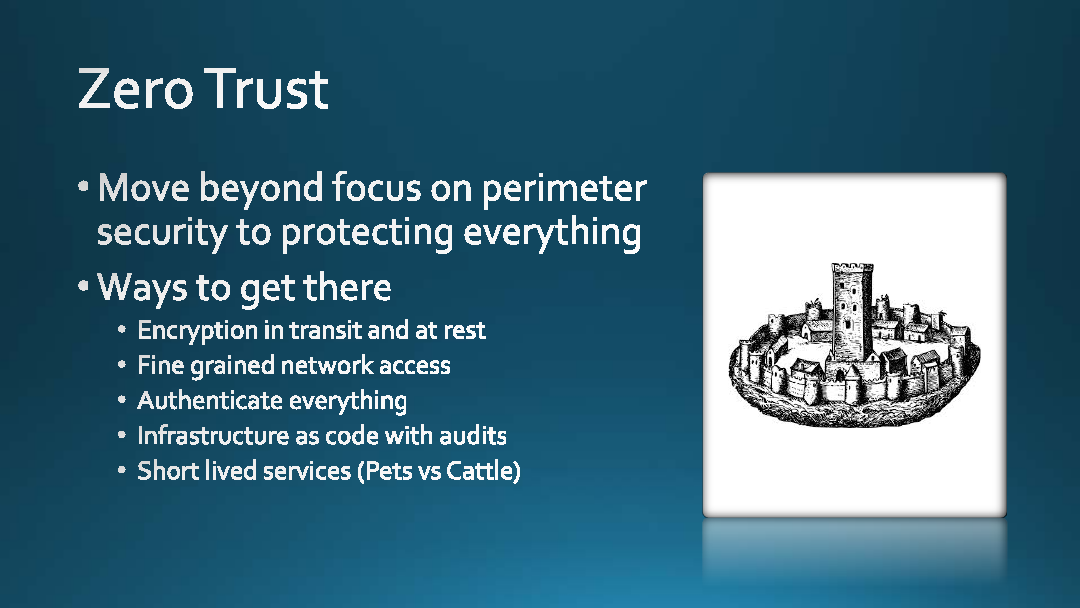 Zero Trust
• Move beyond focus on perimeter
security to protecting everything
• Ways to get there
• Encryption in transit and at rest
• Fine grained network access
• Authenticate everything
• Infrastructure as code with audits
• Short lived services (Pets vs Cattle)